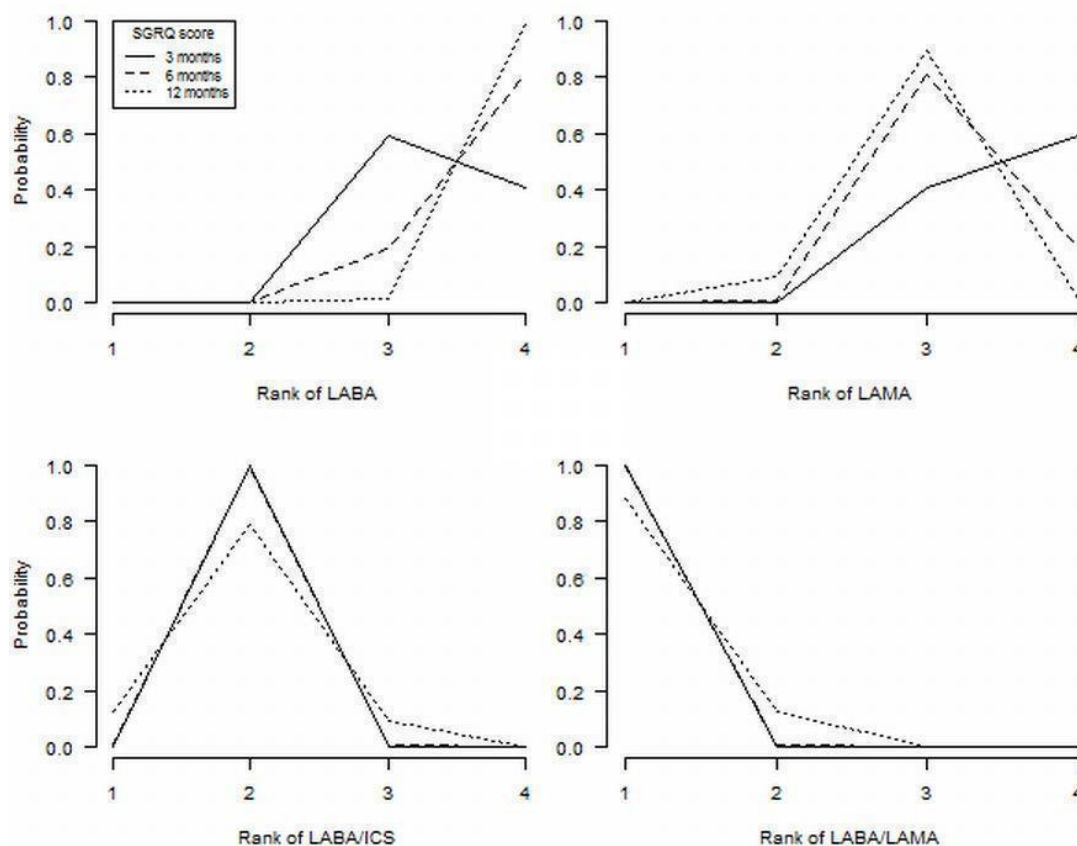 SGRQ score
3 months
6 months
12 months
Probability
1.0
0.8
0.6
0.4
0.2
0.0
1 2 3 4
Rank of LABA
1.0
0.8
0.6
0.4
0.2
0.0
1 2 3 4
Rank of LAMA
Probability
1.0
0.8
0.6
0.4
0.2
0.0
1 2 3 4
Rank of LABA/ICS
1.0
0.8
0.6
0.4
0.2
0.0
1 2 3 4
Rank of LABA/LAMA